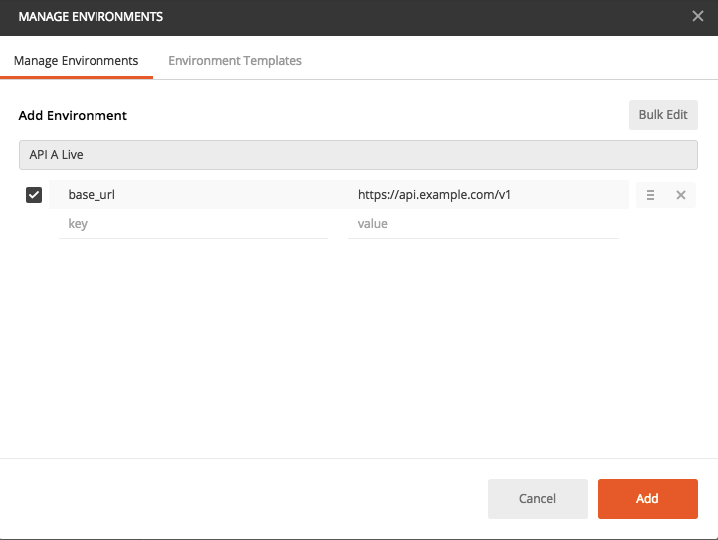 MANAGE ENVIRONMENTS
Manage Environments Environment Templates
Add Environment Bulk Edit
API A Live
base_url https://api.example.com/v1
key value
Cancel Add